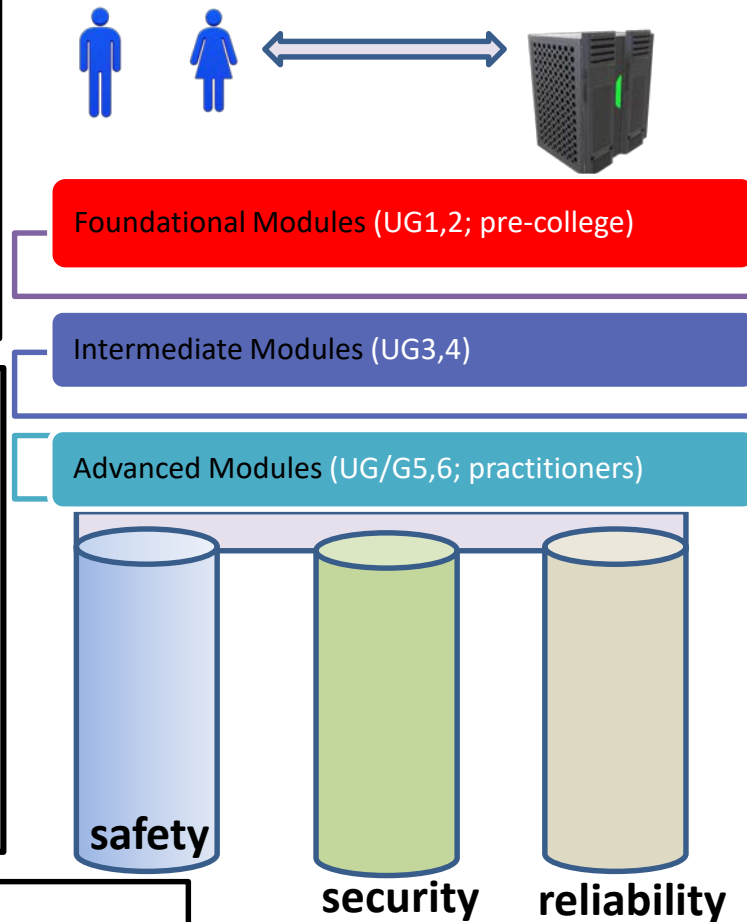 Foundational Modules (UG1,2; pre-college)
Intermediate Modules (UG3,4)
Advanced Modules (UG/G5,6; practitioners)
safety
security
reliability